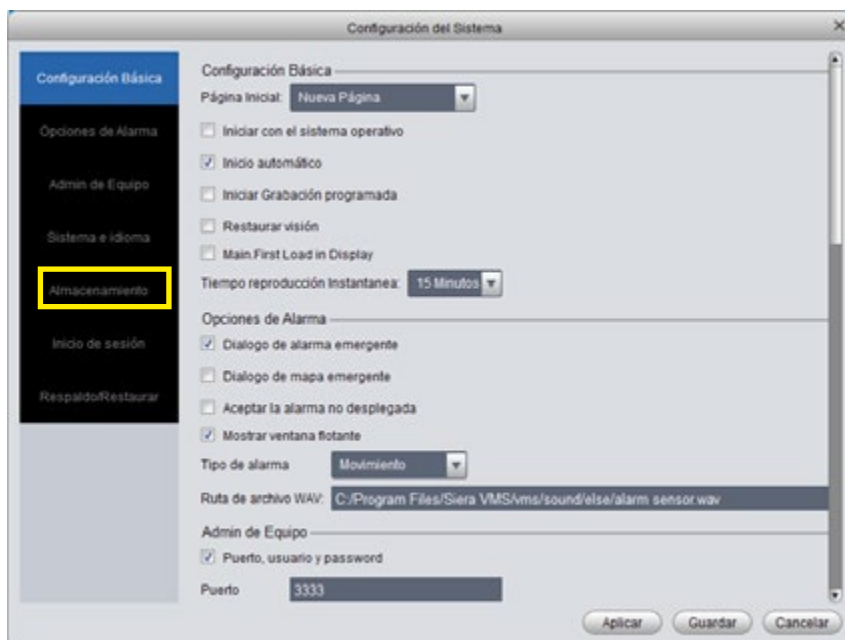 Configuración del Sistema
Configuración Básica
Opciones de Alarma
Admin de Equipo
Sistema e idioma
Almacenamiento
Inicio de sesión
Respaldo/Restaurar
Configuración Básica
Página Inicial: Nueva Página
Iniciar con el sistema operativo
Inicio automático
Iniciar Grabación programada
Restaurar visión
Main.First Load in Display
Tiempo reproducción Instantanea: 15 Minutos
Opciones de Alarma
Dialogo de alarma emergente
Dialogo de mapa emergente
Aceptar la alarma no desplegada
Mostrar ventana flotante
Tipo de alarma Movimiento
Ruta de archivo WAV: C:/Program Files/Siera VMS/vms/sound/else/alarm sensor.wav
Admin de Equipo
Puerto, usuario y password
Puerto 3333
Aplicar Guardar Cancelar